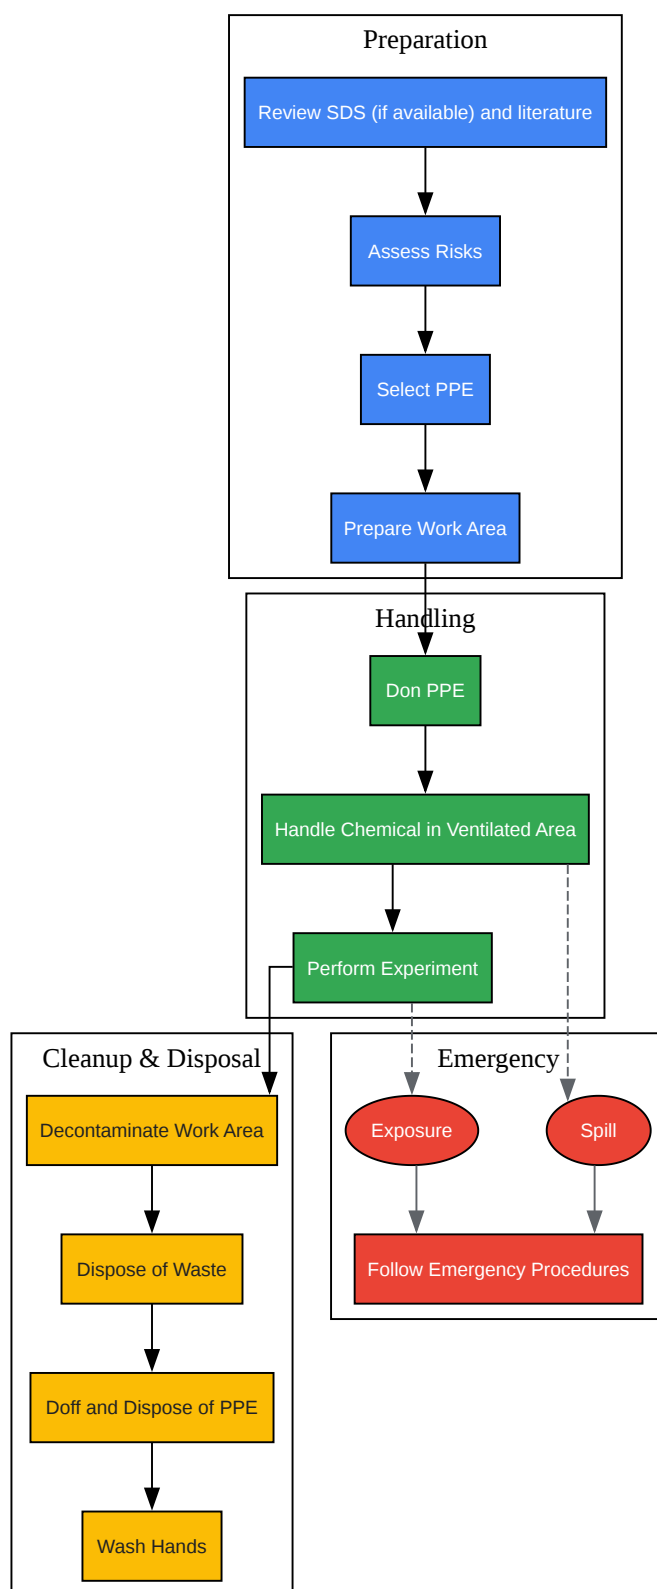 Preparation
Review SDS (if available) and literature
Assess Risks
Select PPE
Prepare Work Area
Handling
Don PPE
Handle Chemical in Ventilated Area
Perform Experiment
Cleanup & Disposal
Decontaminate Work Area
Dispose of Waste
Doff and Dispose of PPE
Wash Hands
Emergency
Exposure
Spill
Follow Emergency Procedures